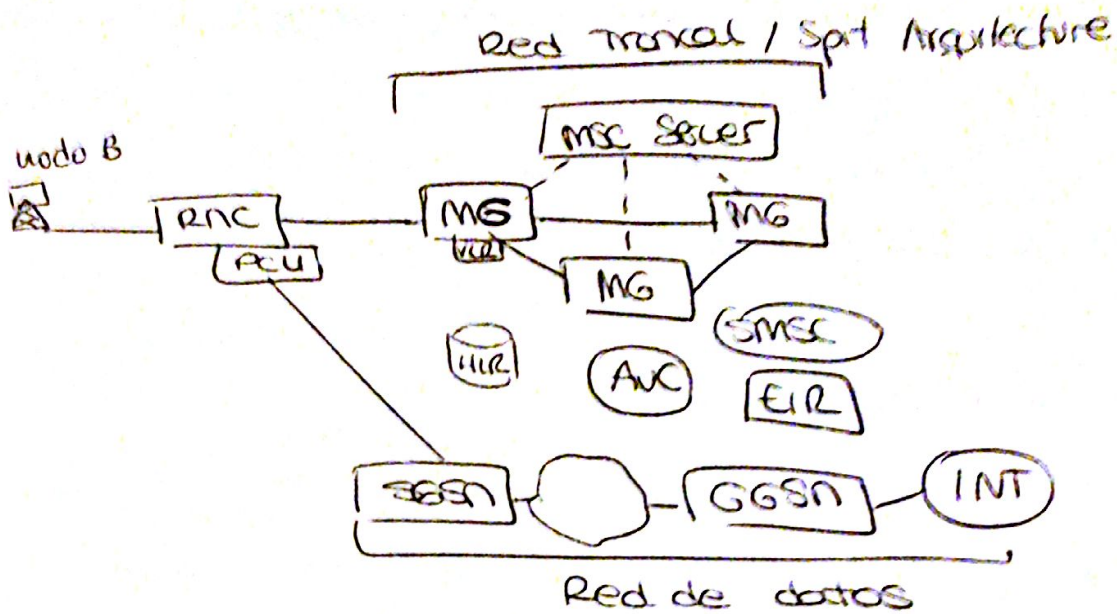 Red Troncal / Split Arquitecture
MSC Server
nodo B
RNC
MG
MG
PCU
VLR
MG
SMSC
HLR
AuC
EIR
SGSN
GGSN
INT
Red de datos